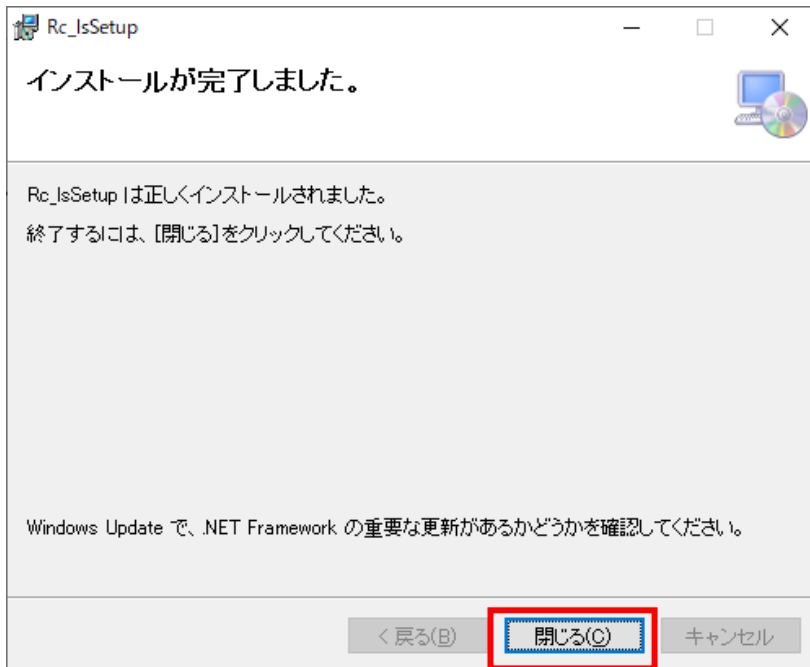 Rc_IsSetup
インストールが完了しました。
Rc_IsSetup は正しくインストールされました。
終了するには、[閉じる]をクリックしてください。
Windows Update で、.NET Framework の重要な更新があるかどうかを確認してください。
< 戻る(B) 閉じる(C) キャンセル